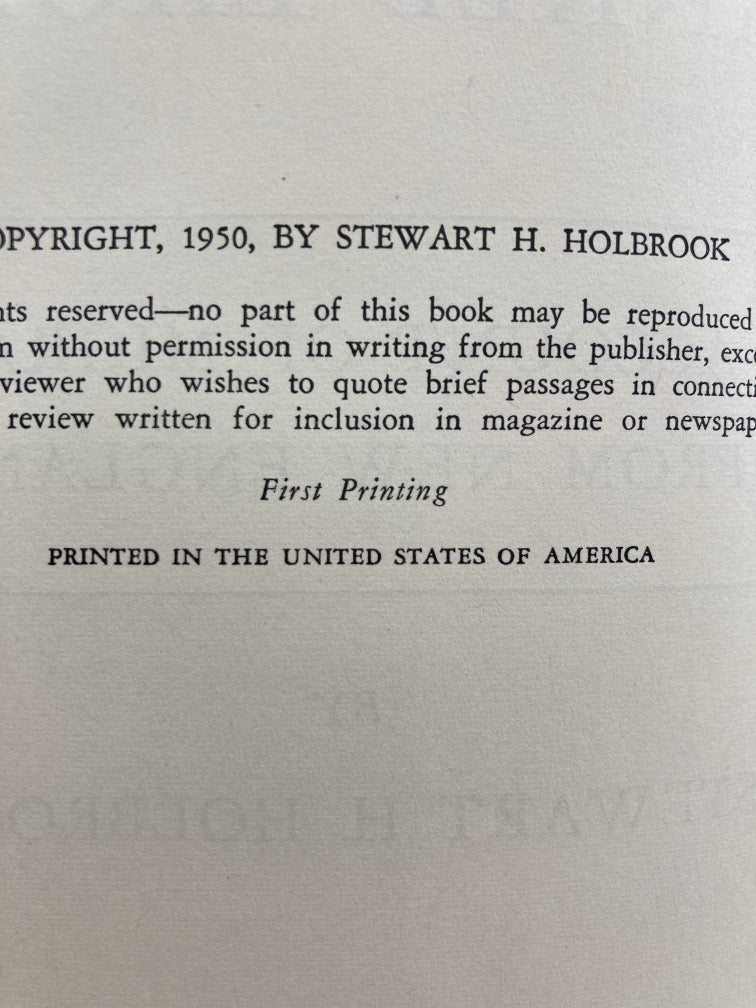 OPYRIGHT, 1950, BY STEWART H. HOLBROOK
nts reserved—no part of this book may be reproduced
n without permission in writing from the publisher, exc
viewer who wishes to quote brief passages in connecti
review written for inclusion in magazine or newspap
First Printing
PRINTED IN THE UNITED STATES OF AMERICA